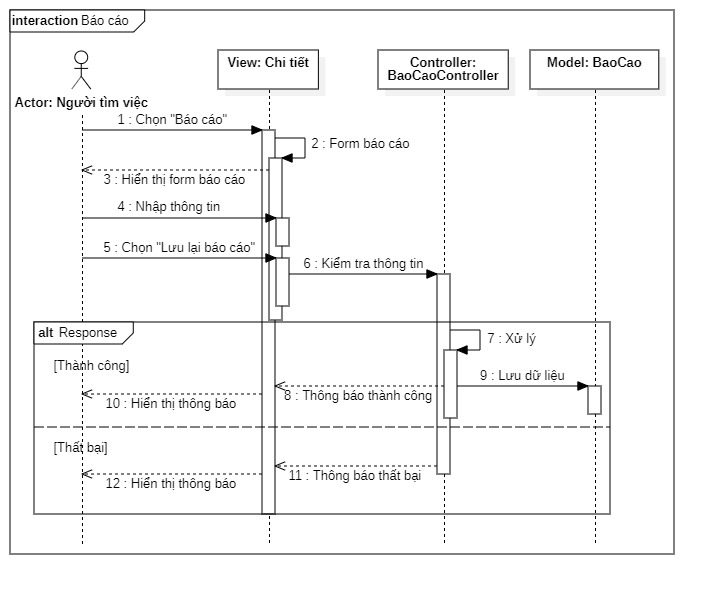 interaction Báo cáo
View: Chi tiết
Controller:
BaoCaoController
Model: BaoCao
Actor: Người tìm việc
1 : Chọn "Báo cáo"
2 : Form báo cáo
3 : Hiển thị form báo cáo
4 : Nhập thông tin
5 : Chọn "Lưu lại báo cáo"
6 : Kiểm tra thông tin
alt Response
7 : Xử lý
[Thành công]
9 : Lưu dữ liệu
8 : Thông báo thành công
10 : Hiển thị thông báo
[Thất bại]
11 : Thông báo thất bại
12 : Hiển thị thông báo